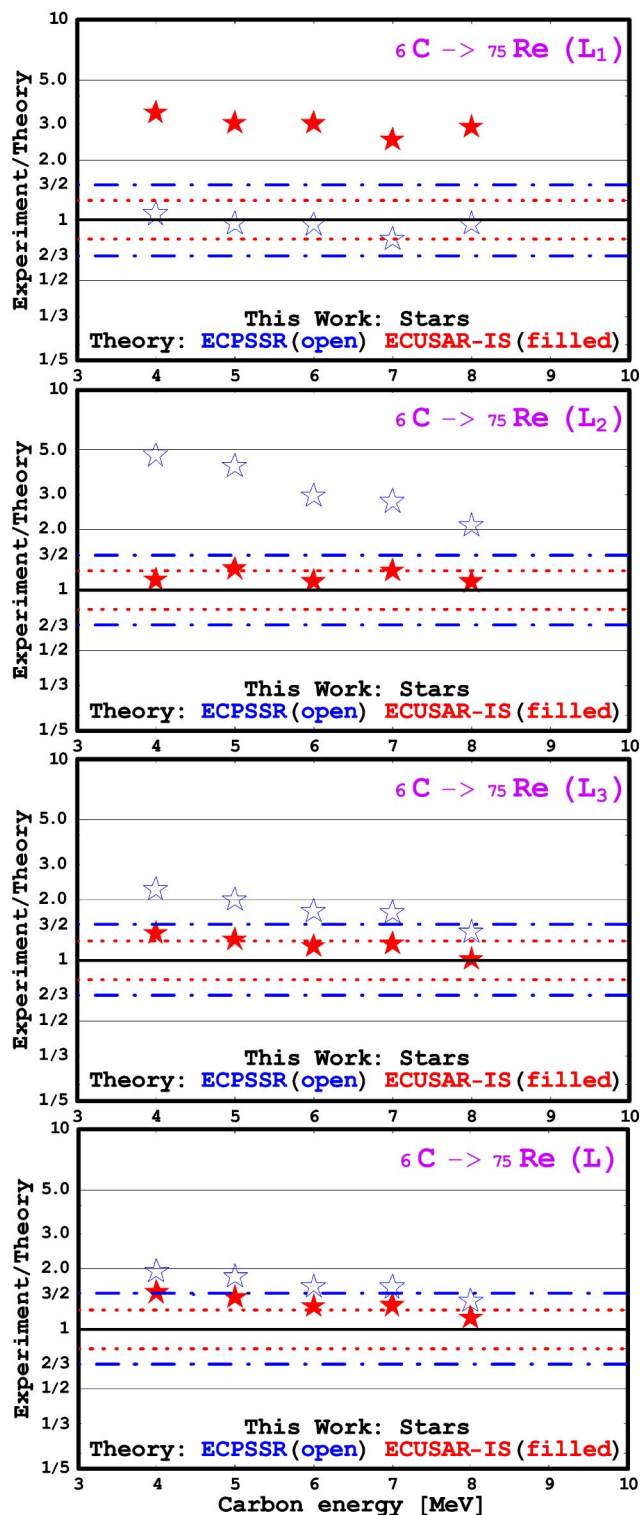 10
₆C -> ₇₅Re (L₁)
5.0
3.0
2.0
3/2
1
2/3
1/2
1/3
1/5
Experiment/Theory
This Work: Stars
Theory: ECPSSR(open) ECUSAR-IS(filled)
3 4 5 6 7 8 9 10
10
₆C -> ₇₅Re (L₂)
5.0
3.0
2.0
3/2
1
2/3
1/2
1/3
1/5
Experiment/Theory
This Work: Stars
Theory: ECPSSR(open) ECUSAR-IS(filled)
3 4 5 6 7 8 9 10
10
₆C -> ₇₅Re (L₃)
5.0
3.0
2.0
3/2
1
2/3
1/2
1/3
1/5
Experiment/Theory
This Work: Stars
Theory: ECPSSR(open) ECUSAR-IS(filled)
3 4 5 6 7 8 9 10
10
₆C -> ₇₅Re (L)
5.0
3.0
2.0
3/2
1
2/3
1/2
1/3
1/5
Experiment/Theory
This Work: Stars
Theory: ECPSSR(open) ECUSAR-IS(filled)
3 4 5 6 7 8 9 10
Carbon energy [MeV]